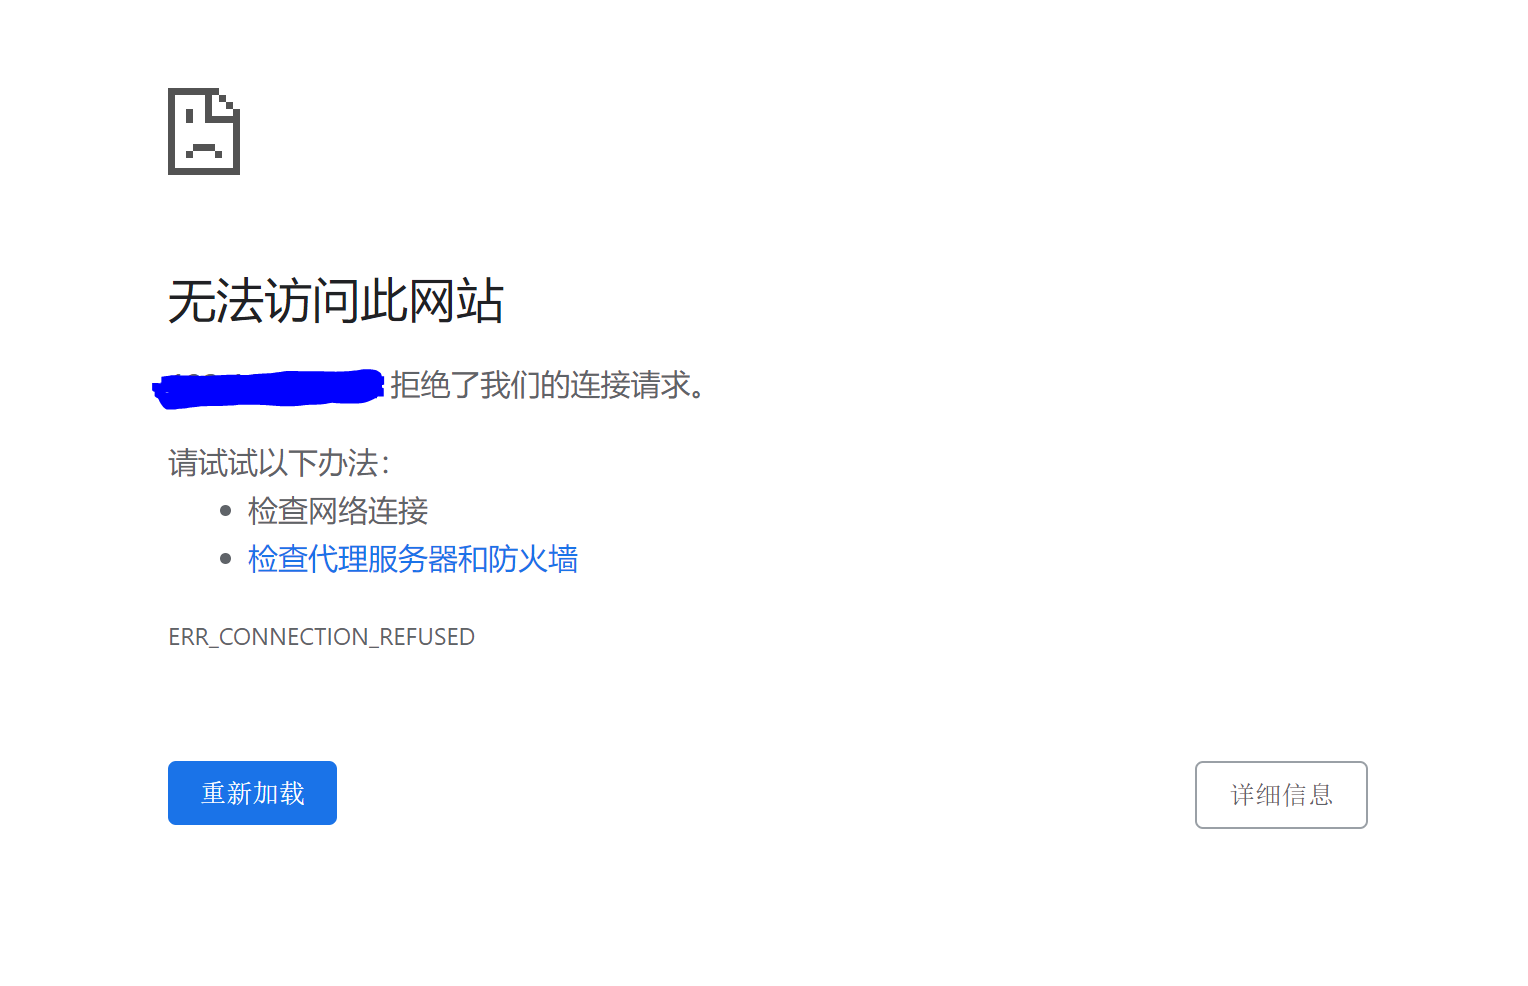 无法访问此网站
拒绝了我们的连接请求。
请试试以下办法：
检查网络连接
检查代理服务器和防火墙
ERR_CONNECTION_REFUSED
重新加载
详细信息